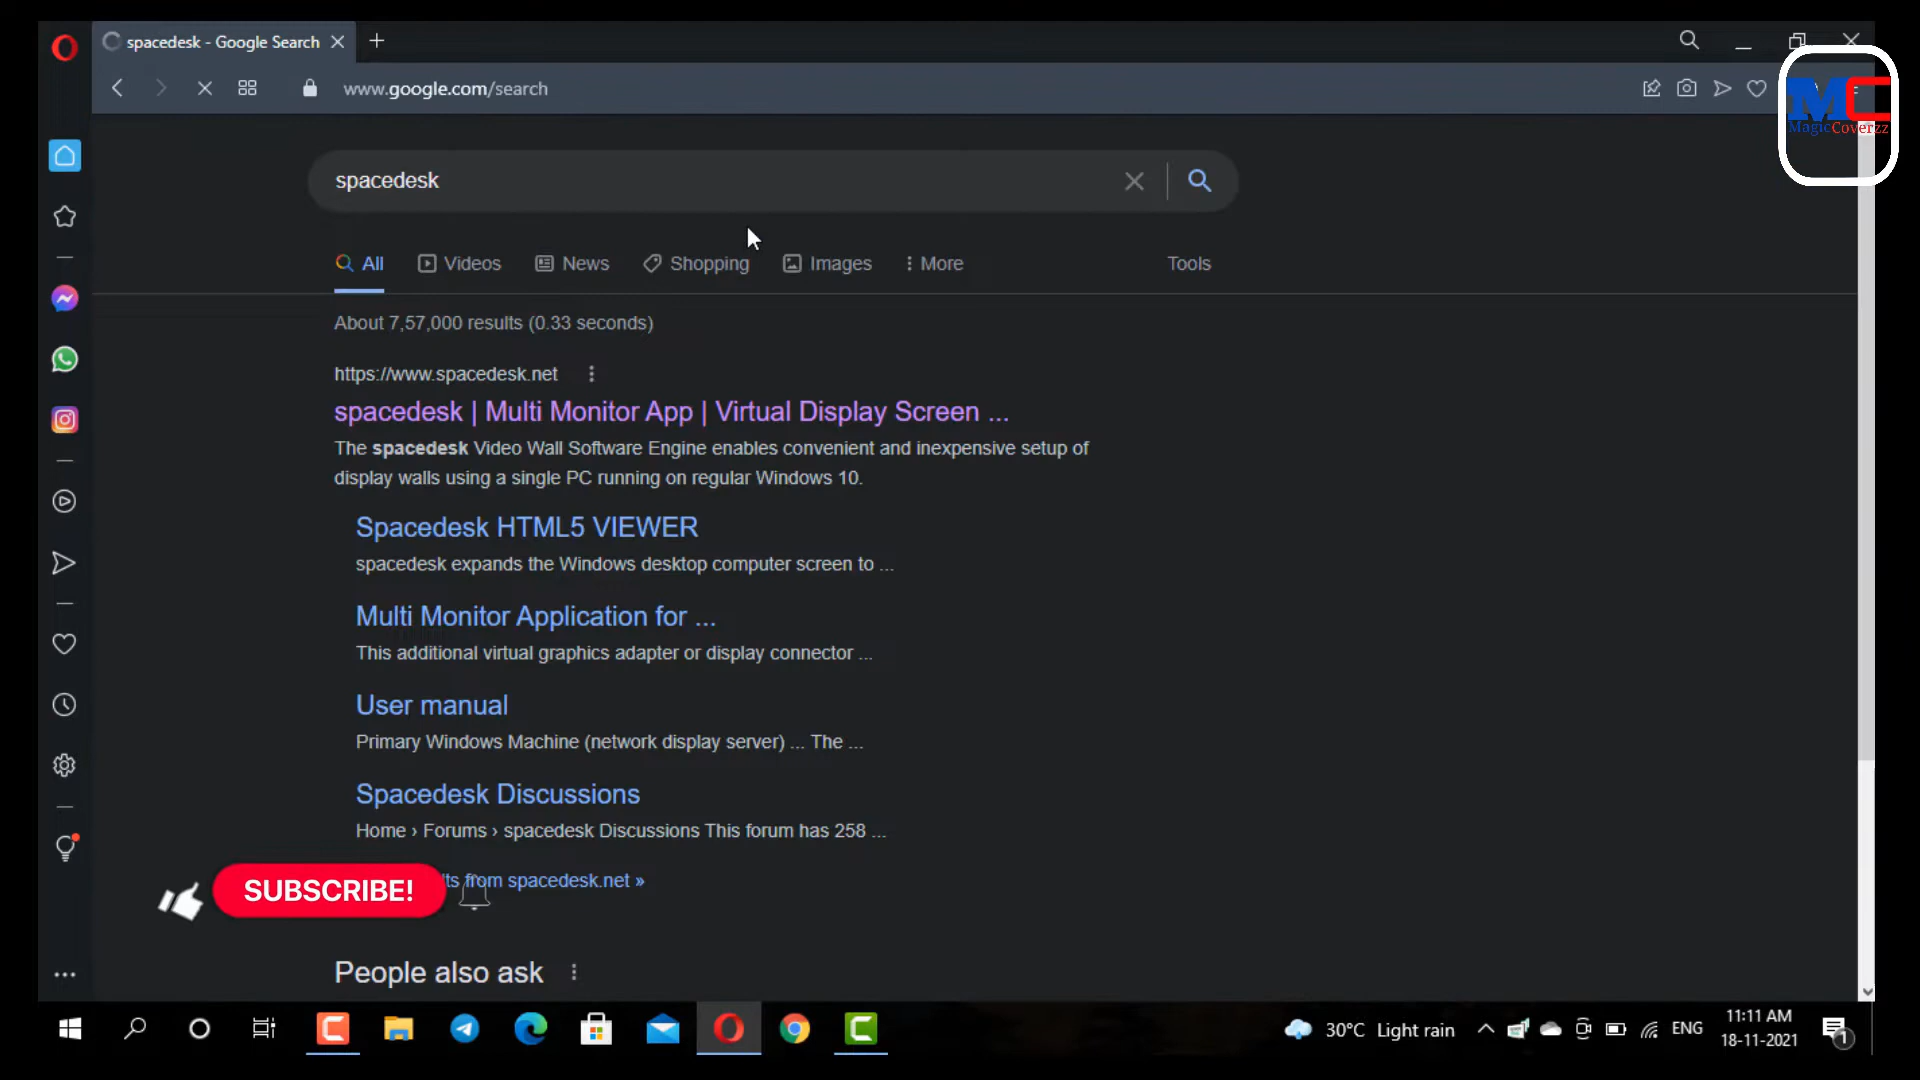 spacedesk - Google Search
www.google.com/search
MC
MagicCoverzz
spacedesk
All Videos News Shopping Images More Tools
About 7,57,000 results (0.33 seconds)
https://www.spacedesk.net
spacedesk | Multi Monitor App | Virtual Display Screen ...
The spacedesk Video Wall Software Engine enables convenient and inexpensive setup of
display walls using a single PC running on regular Windows 10.
Spacedesk HTML5 VIEWER
spacedesk expands the Windows desktop computer screen to ...
Multi Monitor Application for ...
This additional virtual graphics adapter or display connector ...
User manual
Primary Windows Machine (network display server) ... The ...
Spacedesk Discussions
Home › Forums › spacedesk Discussions This forum has 258 ...
from spacedesk.net »
SUBSCRIBE!
People also ask
30°C Light rain
ENG
11:11 AM
18-11-2021
1